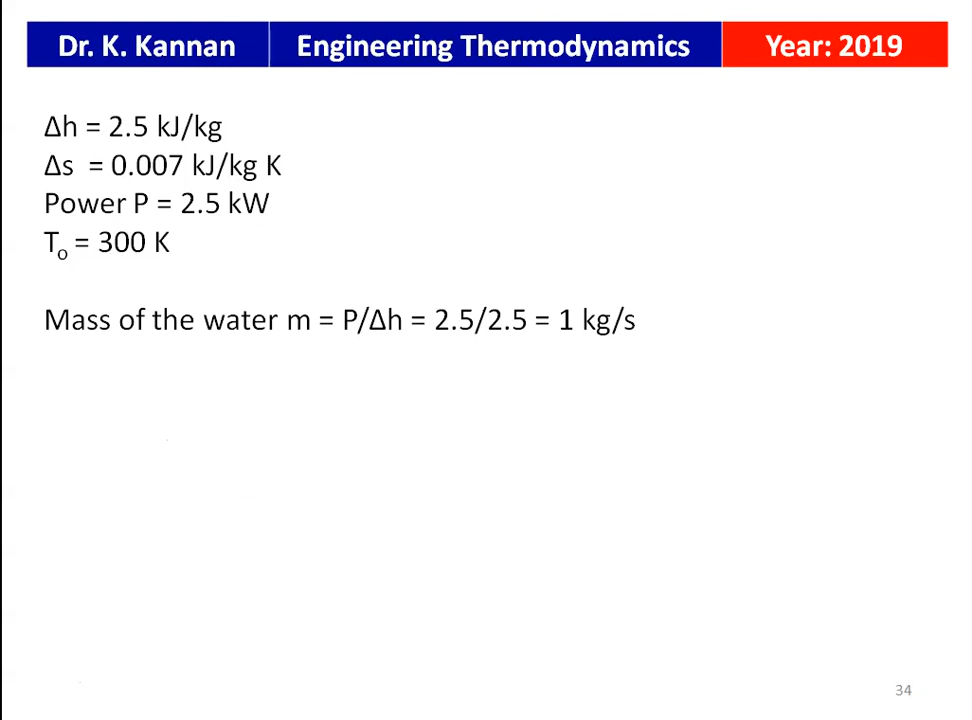 Dr. K. Kannan Engineering Thermodynamics Year: 2019
Δh = 2.5 kJ/kg
Δs = 0.007 kJ/kg K
Power P = 2.5 kW
Tₒ = 300 K
Mass of the water m = P/Δh = 2.5/2.5 = 1 kg/s
34